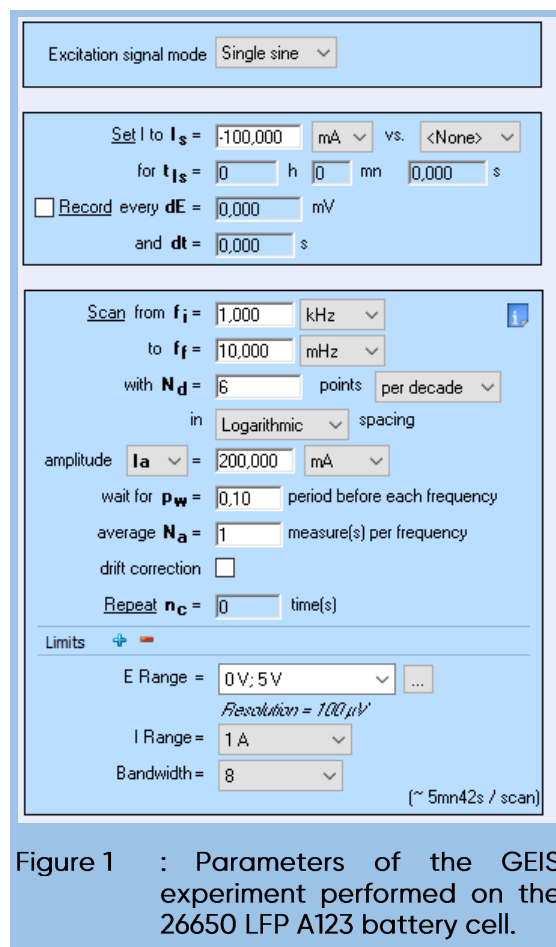 Excitation signal mode Single sine
Set I to Is = -100,000 mA vs. <None>
for tIs = 0 h 0 mn 0,000 s
Record every dE = 0,000 mV
and dt = 0,000 s
Scan from fi = 1,000 kHz
to ff = 10,000 mHz
with Nd = 6 points per decade
in Logarithmic spacing
amplitude Ia = 200,000 mA
wait for pw = 0,10 period before each frequency
average Na = 1 measure(s) per frequency
drift correction
Repeat nc = 0 time(s)
Limits
E Range = 0 V; 5 V ...
Resolution = 100 µV
I Range = 1 A
Bandwidth = 8
(~ 5mn42s / scan)
Figure 1 : Parameters of the GEIS
experiment performed on the
26650 LFP A123 battery cell.